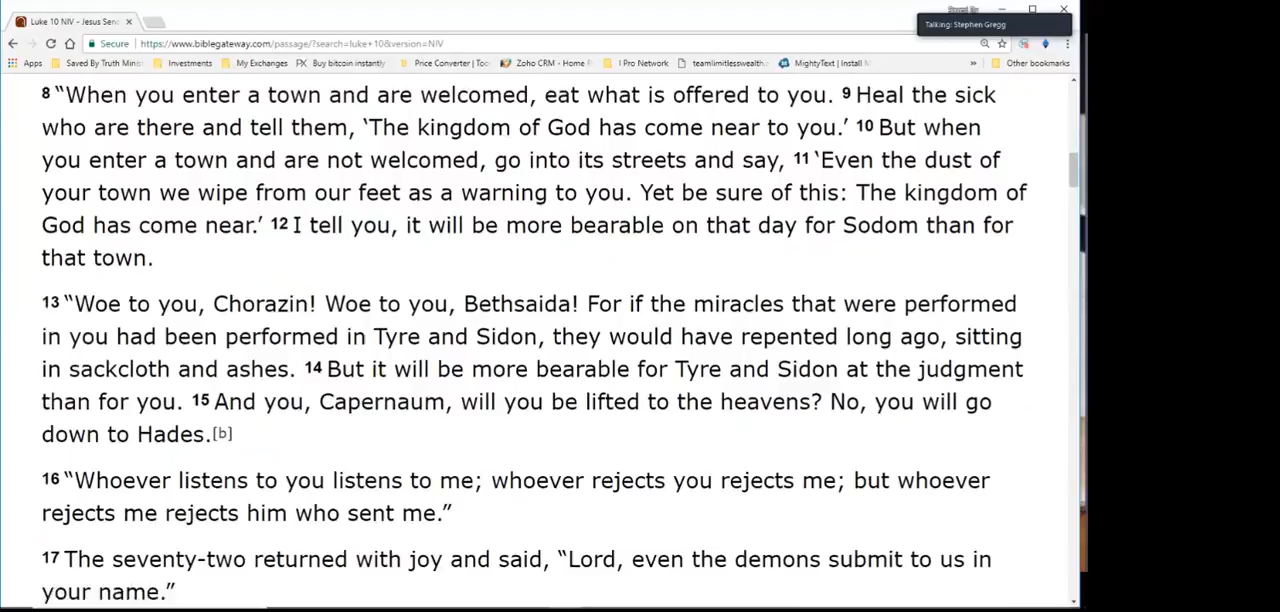 Luke 10 NIV - Jesus Sen
Talking: Stephen Gregg
Secure https://www.biblegateway.com/passage/?search=luke+10&version=NIV
Apps Saved By Truth Mini Investments My Exchanges Buy bitcoin instantly Price Converter | Too Zoho CRM - Home P I Pro Network teamlimitlesswealth. MightyText | Install M » Other bookmarks
8 “When you enter a town and are welcomed, eat what is offered to you. 9 Heal the sick
who are there and tell them, ‘The kingdom of God has come near to you.’ 10 But when
you enter a town and are not welcomed, go into its streets and say, 11 ‘Even the dust of
your town we wipe from our feet as a warning to you. Yet be sure of this: The kingdom of
God has come near.’ 12 I tell you, it will be more bearable on that day for Sodom than for
that town.
13 “Woe to you, Chorazin! Woe to you, Bethsaida! For if the miracles that were performed
in you had been performed in Tyre and Sidon, they would have repented long ago, sitting
in sackcloth and ashes. 14 But it will be more bearable for Tyre and Sidon at the judgment
than for you. 15 And you, Capernaum, will you be lifted to the heavens? No, you will go
down to Hades.[b]
16 “Whoever listens to you listens to me; whoever rejects you rejects me; but whoever
rejects me rejects him who sent me.”
17 The seventy-two returned with joy and said, “Lord, even the demons submit to us in
your name.”